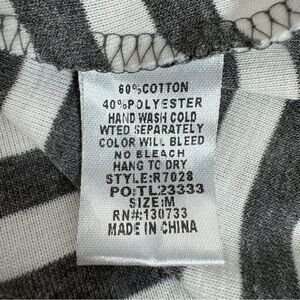 60%COTTON
40%POLYESTER
HAND WASH COLD
WTED SEPARATELY
COLOR WILL BLEED
NO BLEACH
HANG TO DRY
STYLE:R7028
PO:TL23333
SIZE:M
RN#:130733
MADE IN CHINA